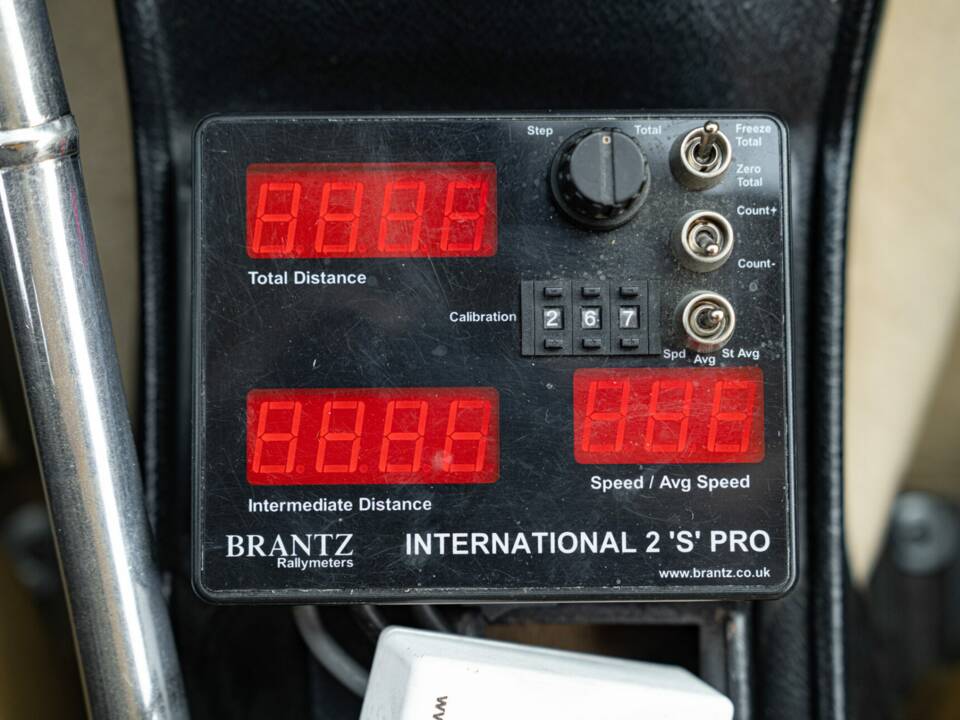 Step
Total
Freeze
Total
Zero
Total
Count+
Count-
Total Distance
Calibration
2 6 7
Spd Avg St Avg
Speed / Avg Speed
Intermediate Distance
BRANTZ
Rallymeters
INTERNATIONAL 2 'S' PRO
www.brantz.co.uk